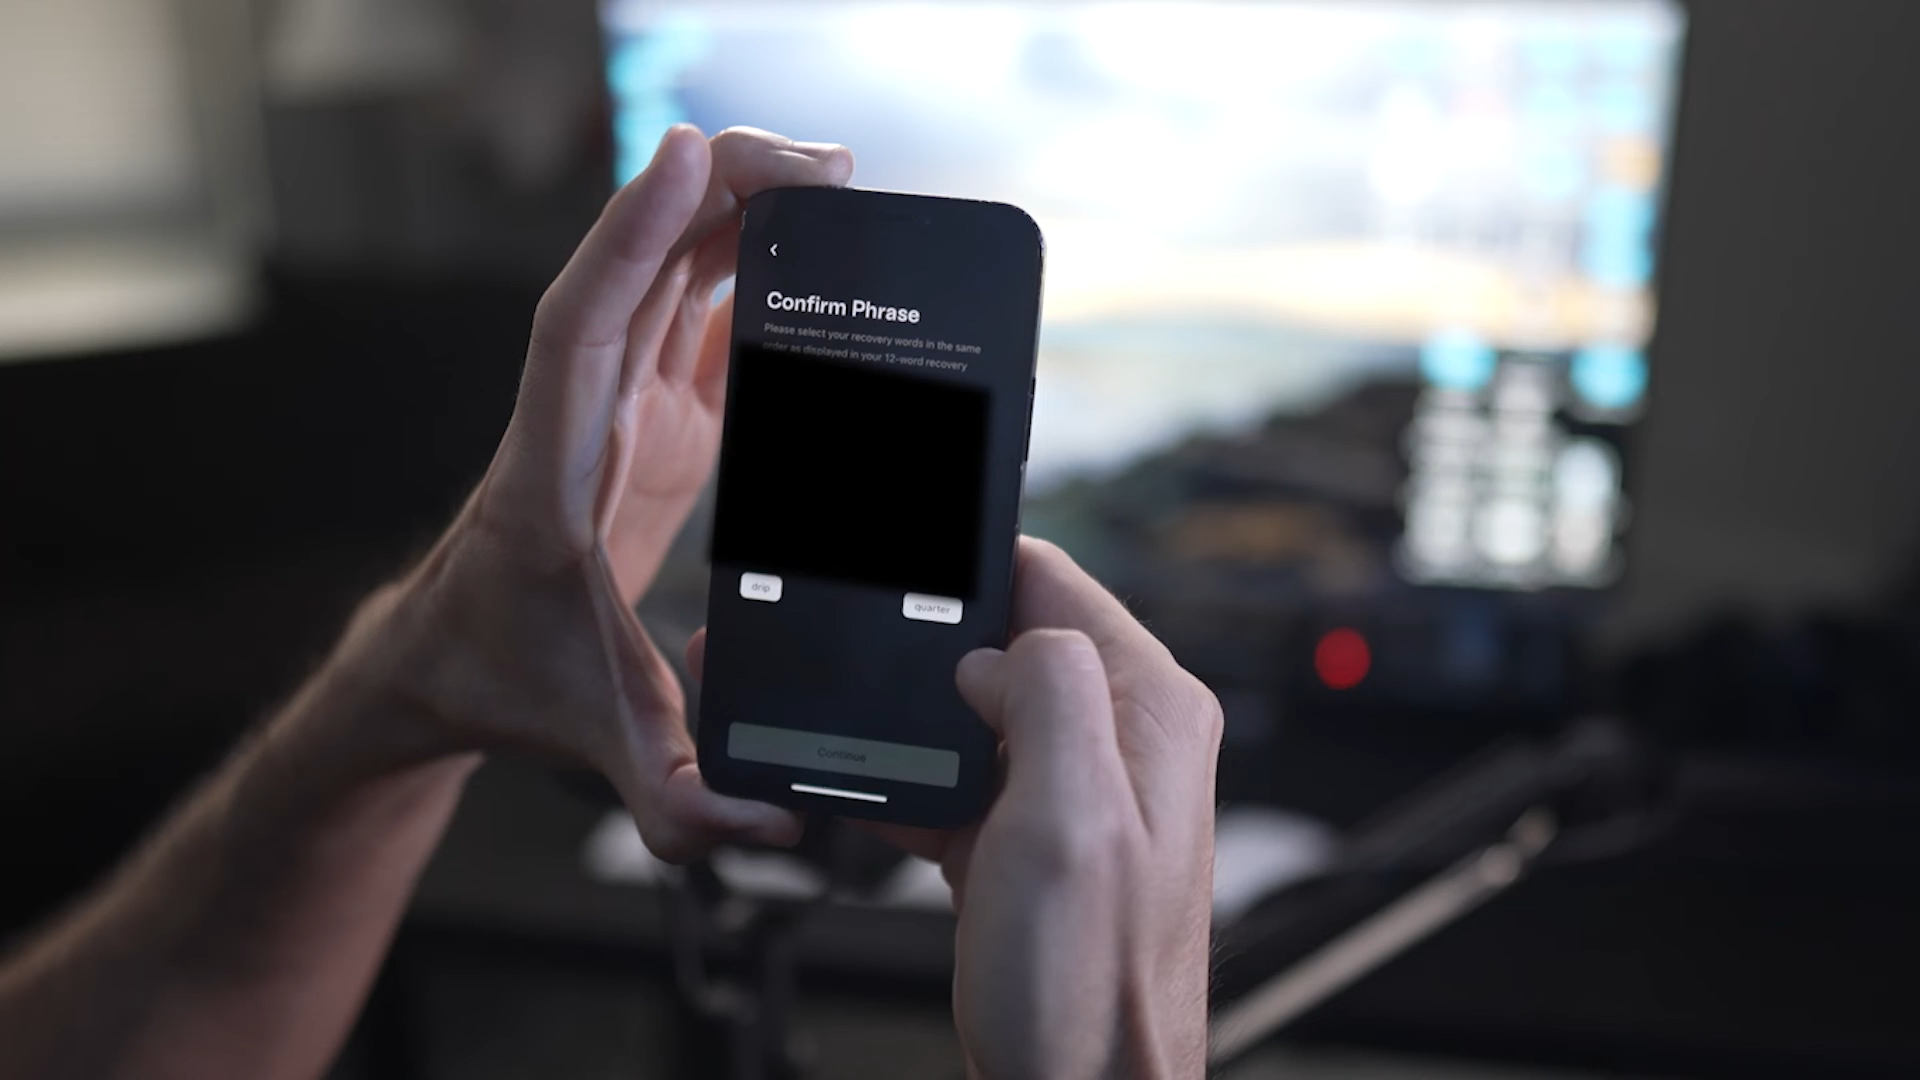 Confirm Phrase
Please select your recovery words in the same
order as displayed in your 12-word recovery
drip
quarter
Continue